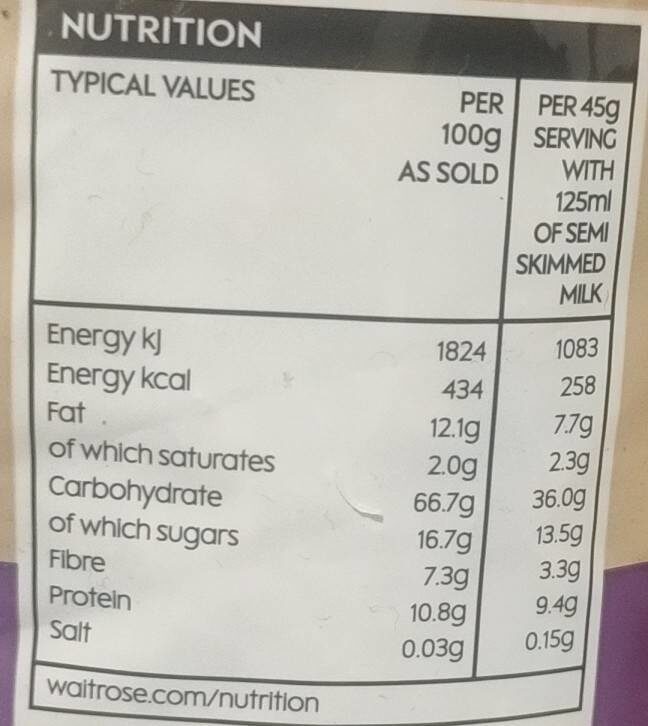 NUTRITION
TYPICAL VALUES
PER
100g
AS SOLD
PER 45g
SERVING
WITH
125ml
OF SEMI
SKIMMED
MILK
Energy kJ 1824 1083
Energy kcal 434 258
Fat 12.1g 7.7g
of which saturates 2.0g 2.3g
Carbohydrate 66.7g 36.0g
of which sugars 16.7g 13.5g
Fibre 7.3g 3.3g
Protein 10.8g 9.4g
Salt 0.03g 0.15g
waitrose.com/nutrition